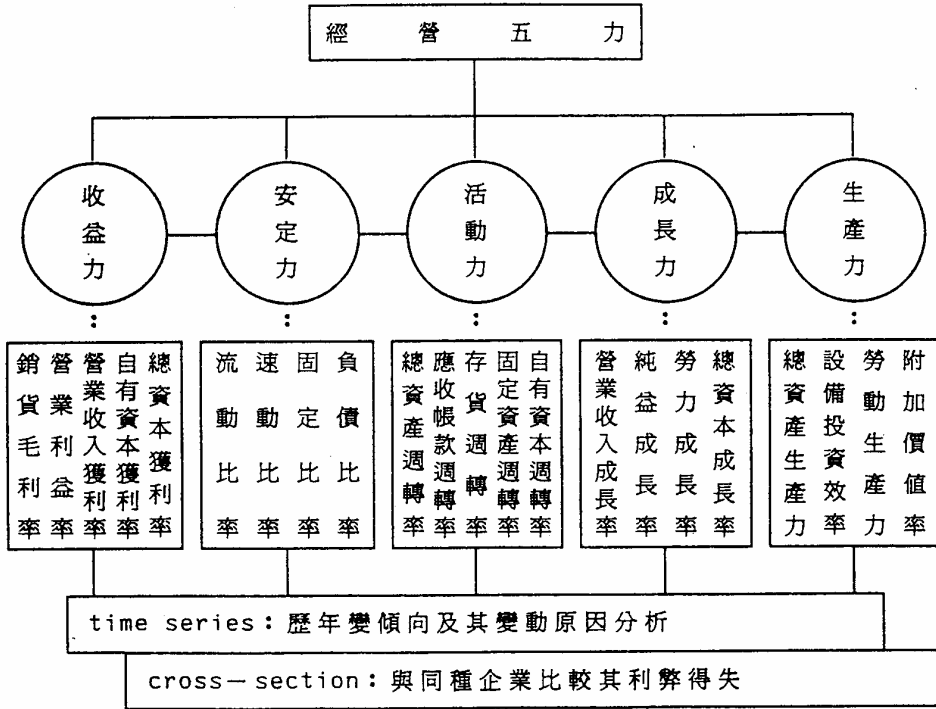 經營五力
收益力
安定力
活動力
成長力
生產力
：
：
：
：
：
銷貨毛利率
營業利益率
營業收入獲利率
自有資本獲利率
總資本獲利率
流動比率
速動比率
固定比率
負債比率
總資產週轉率
應收帳款週轉率
存貨週轉率
固定資產週轉率
自有資本週轉率
營業收入成長率
純益成長率
勞力成長率
總資本成長率
總資產生產力
設備投資效率
勞動生產力
附加價值率
time series：歷年變傾向及其變動原因分析
cross－section：與同種企業比較其利弊得失